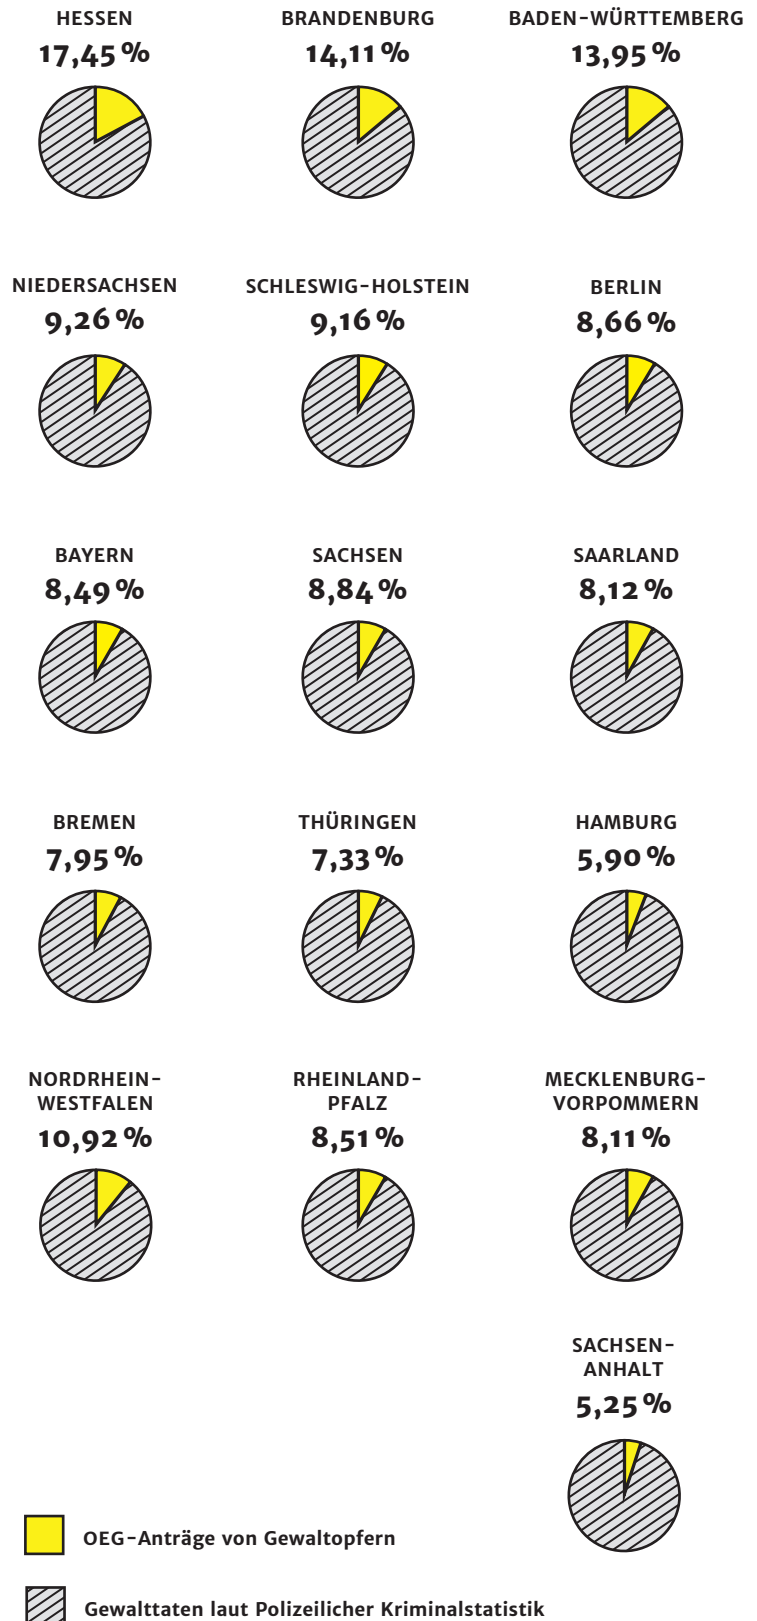 HESSEN
17,45 %
BRANDENBURG
14,11 %
BADEN-WÜRTTEMBERG
13,95 %
NIEDERSACHSEN
9,26 %
SCHLESWIG-HOLSTEIN
9,16 %
BERLIN
8,66 %
BAYERN
8,49 %
SACHSEN
8,84 %
SAARLAND
8,12 %
BREMEN
7,95 %
THÜRINGEN
7,33 %
HAMBURG
5,90 %
NORDRHEIN-
WESTFALEN
10,92 %
RHEINLAND-
PFALZ
8,51 %
MECKLENBURG-
VORPOMMERN
8,11 %
SACHSEN-
ANHALT
5,25 %
OEG-Anträge von Gewaltopfern
Gewalttaten laut Polizeilicher Kriminalstatistik